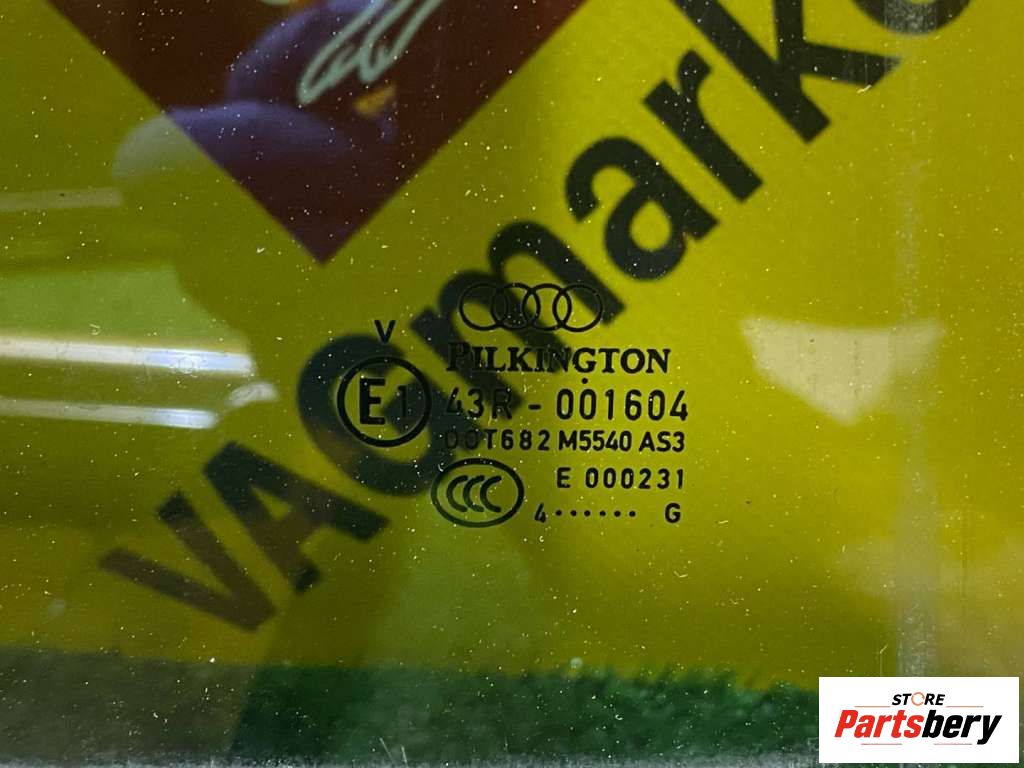 VAGmarke
V
PILKINGTON
E1 43R - 001604
DOT682 M5540 AS3
CCC E 000231
4······ G
STORE
Partsbery